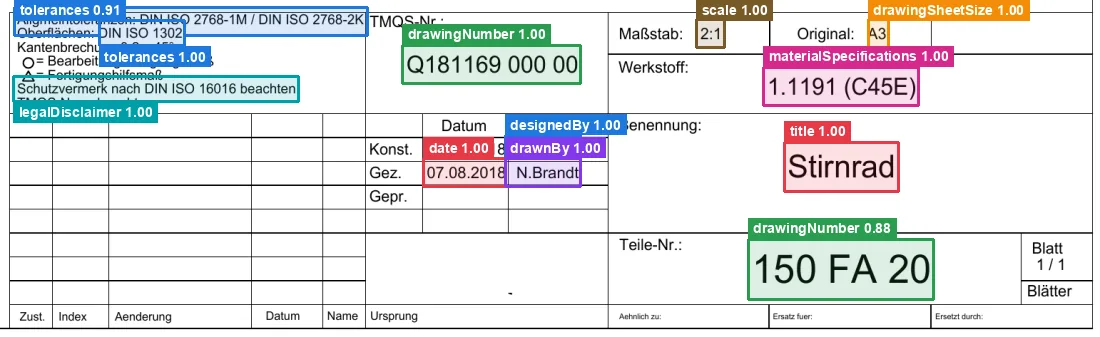 tolerances 0.91
Allgemeintoleranzen: DIN ISO 2768-1M / DIN ISO 2768-2K
Oberflächen: DIN ISO 1302
tolerances 1.00
Schutzvermerk nach DIN ISO 16016 beachten
legalDisclaimer 1.00
TMQS-Nr.:
drawingNumber 1.00
Q181169 000 00
scale 1.00
Maßstab: 2:1
drawingSheetSize 1.00
Original: A3
Werkstoff:
materialSpecifications 1.00
1.1191 (C45E)
Datum
designedBy 1.00
Konst.
date 1.00
drawnBy 1.00
Gez. 07.08.2018 N.Brandt
Gepr.
Benennung:
title 1.00
Stirnrad
drawingNumber 0.88
Teile-Nr.: 150 FA 20
Blatt
1 / 1
Blätter
Zust. Index Aenderung Datum Name Ursprung
Aehnlich zu: Ersatz fuer: Ersetzt durch: